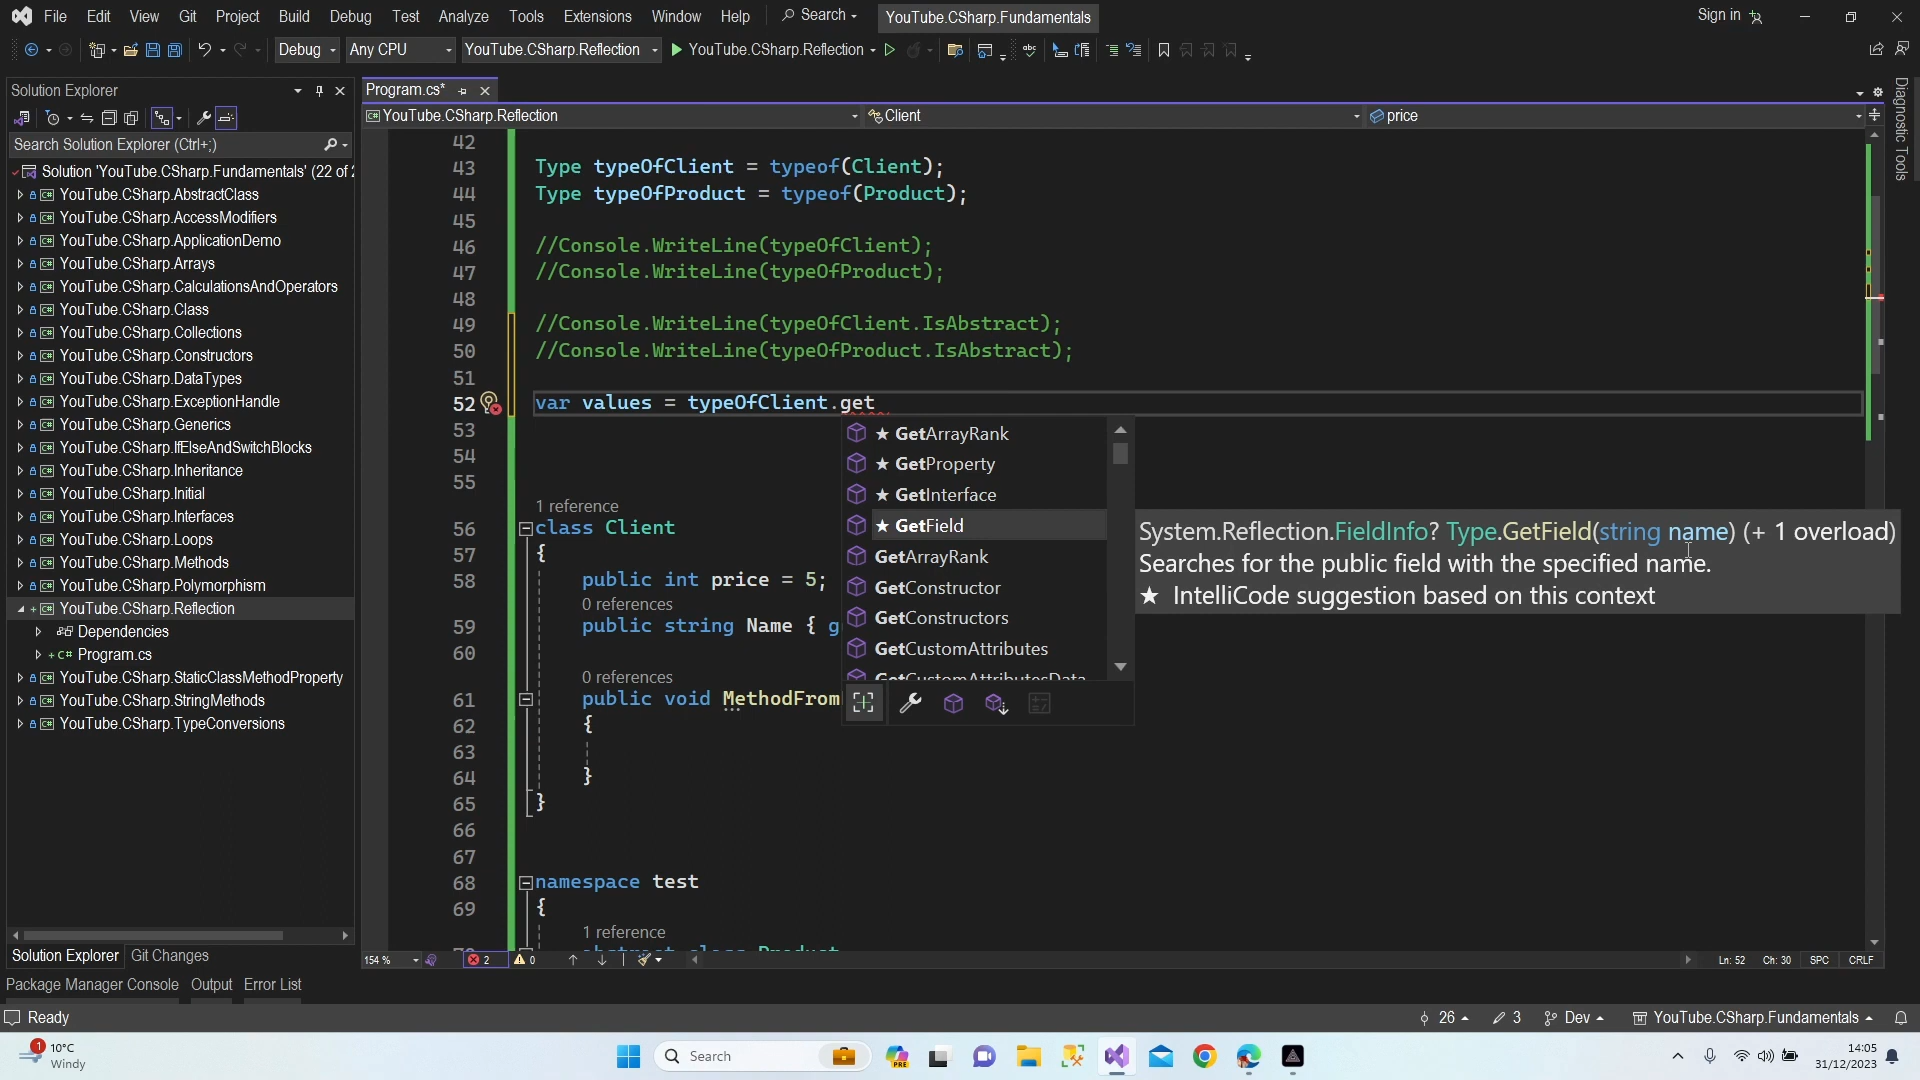 File Edit View Git Project Build Debug Test Analyze Tools Extensions Window Help Search YouTube.CSharp.Fundamentals Sign in
Debug Any CPU YouTube.CSharp.Reflection YouTube.CSharp.Reflection
Solution Explorer
Search Solution Explorer (Ctrl+;)
Solution 'YouTube.CSharp.Fundamentals' (22 of 2
YouTube.CSharp.AbstractClass
YouTube.CSharp.AccessModifiers
YouTube.CSharp.ApplicationDemo
YouTube.CSharp.Arrays
YouTube.CSharp.CalculationsAndOperators
YouTube.CSharp.Class
YouTube.CSharp.Collections
YouTube.CSharp.Constructors
YouTube.CSharp.DataTypes
YouTube.CSharp.ExceptionHandle
YouTube.CSharp.Generics
YouTube.CSharp.IfElseAndSwitchBlocks
YouTube.CSharp.Inheritance
YouTube.CSharp.Initial
YouTube.CSharp.Interfaces
YouTube.CSharp.Loops
YouTube.CSharp.Methods
YouTube.CSharp.Polymorphism
YouTube.CSharp.Reflection
Dependencies
Program.cs
YouTube.CSharp.StaticClassMethodProperty
YouTube.CSharp.StringMethods
YouTube.CSharp.TypeConversions
Solution Explorer Git Changes
Program.cs*
YouTube.CSharp.Reflection Client price
42
43 Type typeOfClient = typeof(Client);
44 Type typeOfProduct = typeof(Product);
45
46 //Console.WriteLine(typeOfClient);
47 //Console.WriteLine(typeOfProduct);
48
49 //Console.WriteLine(typeOfClient.IsAbstract);
50 //Console.WriteLine(typeOfProduct.IsAbstract);
51
52 var values = typeOfClient.get
53
54
55
1 reference
56 class Client
57 {
58 public int price = 5;
0 references
59 public string Name { g
60
0 references
61 public void MethodFrom
62 {
63
64 }
65 }
66
67
68 namespace test
69 {
1 reference
70 abstract class Product
★ GetArrayRank
★ GetProperty
★ GetInterface
★ GetField
GetArrayRank
GetConstructor
GetConstructors
GetCustomAttributes
GetCustomAttributesData
System.Reflection.FieldInfo? Type.GetField(string name) (+ 1 overload)
Searches for the public field with the specified name.
★ IntelliCode suggestion based on this context
Diagnostic Tools
154 % 2 0 Ln: 52 Ch: 30 SPC CRLF
Package Manager Console Output Error List
Ready 26 3 Dev YouTube.CSharp.Fundamentals
1
10°C
Windy
Search
PRE
14:05
31/12/2023